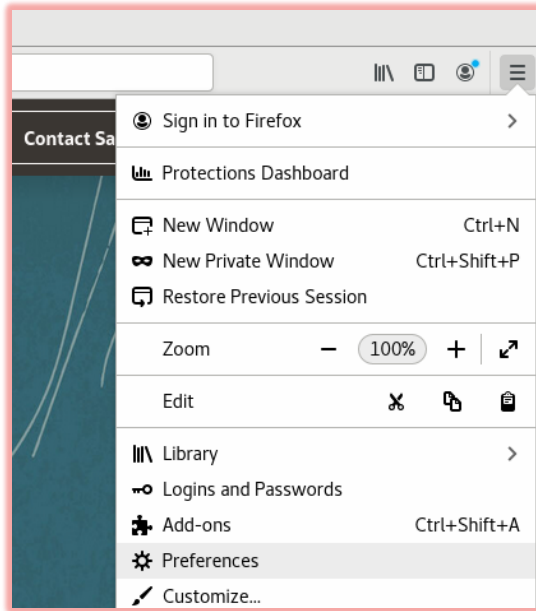 Contact Sa
Sign in to Firefox
Protections Dashboard
New Window Ctrl+N
New Private Window Ctrl+Shift+P
Restore Previous Session
Zoom − 100% +
Edit
Library
Logins and Passwords
Add-ons Ctrl+Shift+A
Preferences
Customize...